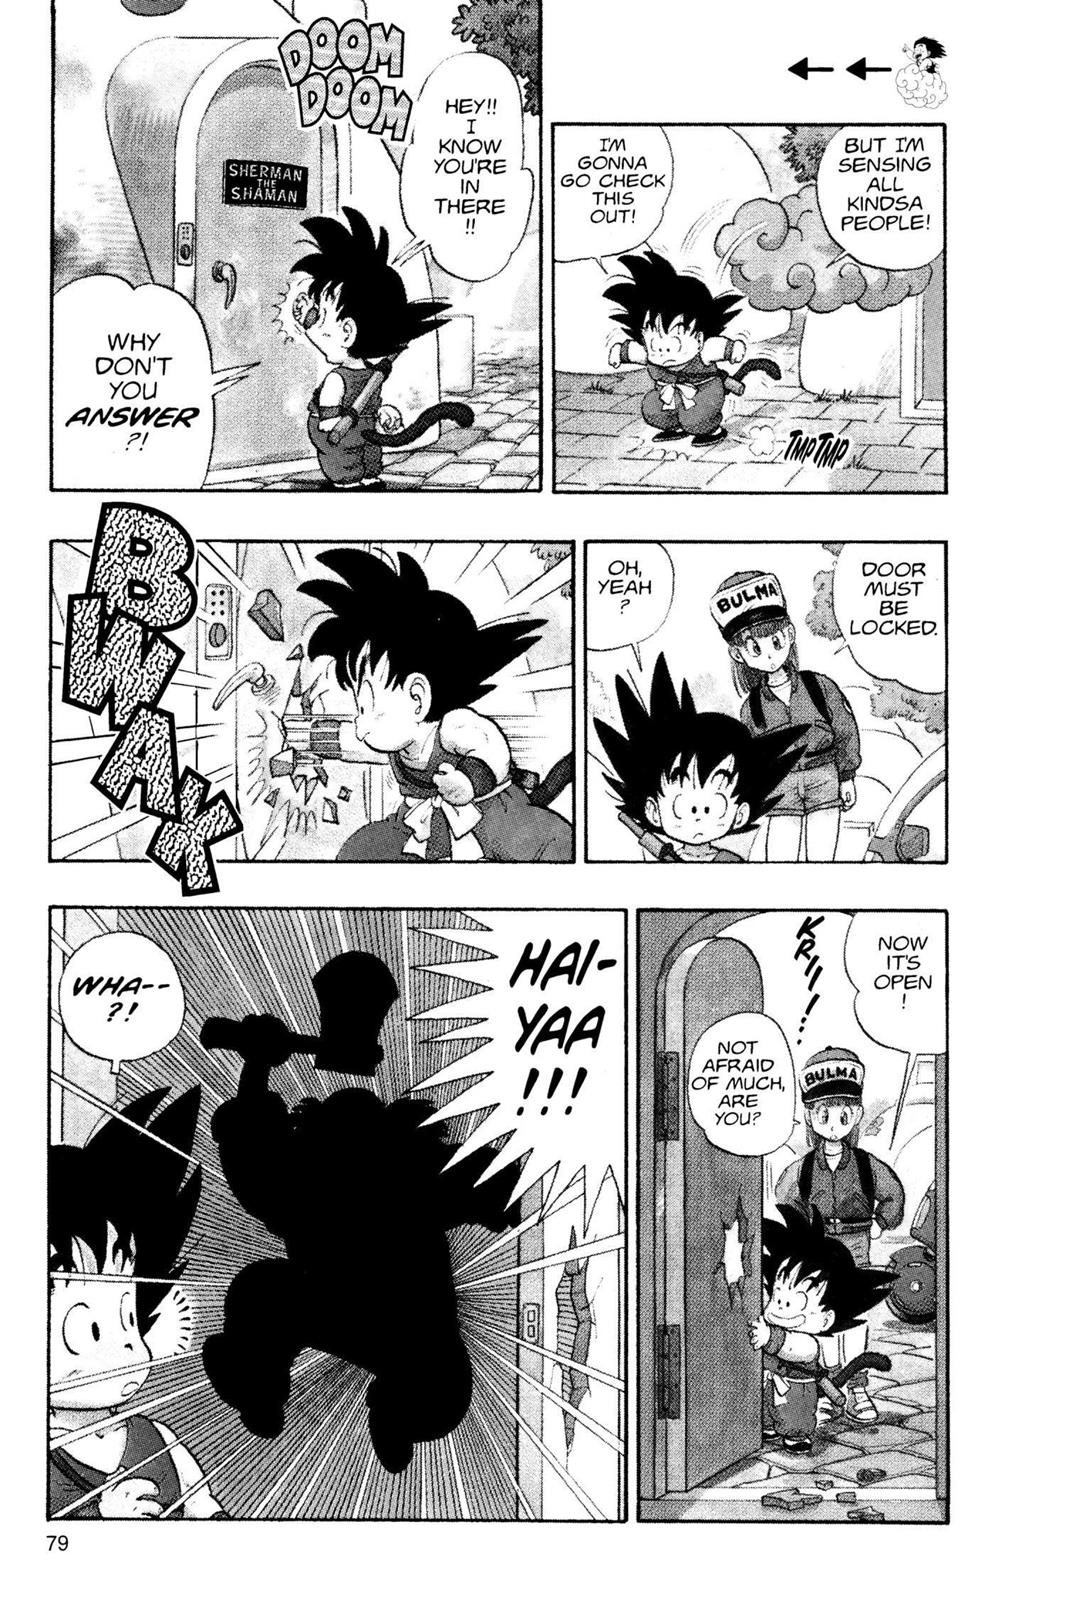 BUT I'M
SENSING
ALL
KINDSA
PEOPLE!
I'M
GONNA
GO CHECK
THIS
OUT!
TMP TMP
DOOM
DOOM
HEY!!
I
KNOW
YOU'RE
IN
THERE
!!
SHERMAN
THE
SHAMAN
WHY
DON'T
YOU
ANSWER
?!
DOOR
MUST
BE
LOCKED.
BULMA
OH,
YEAH
?
BWAK
NOW
IT'S
OPEN
!
KRII!...
NOT
AFRAID
OF MUCH,
ARE
YOU?
BULMA
HAI-
YAA
!!!
WHA--
?!
79